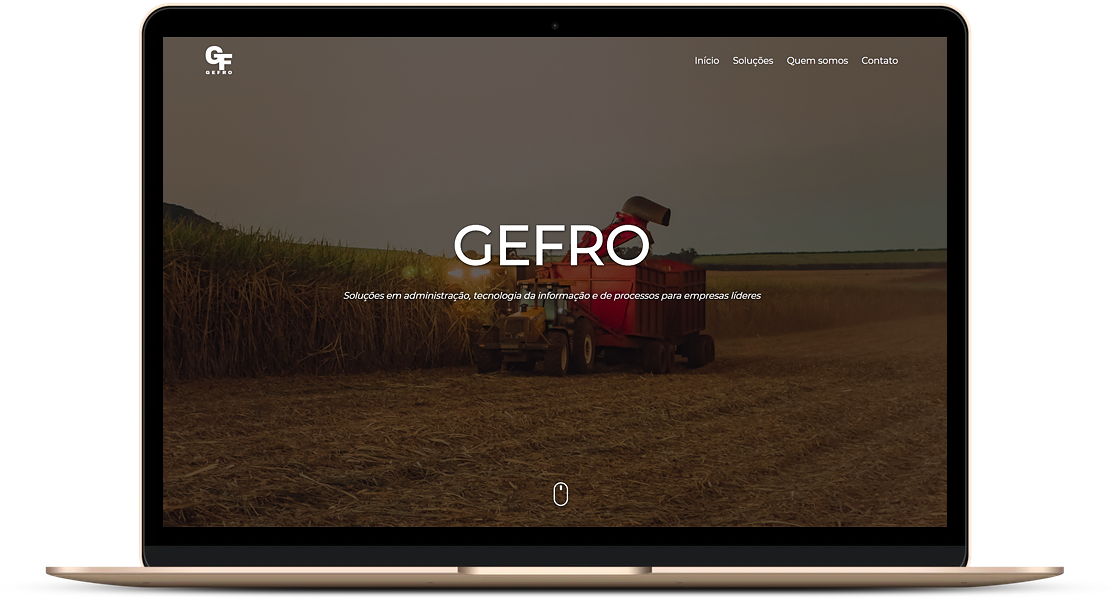 GF
GEFRO
Início Soluções Quem somos Contato
GEFRO
Soluções em administração, tecnologia da informação e de processos para empresas líderes